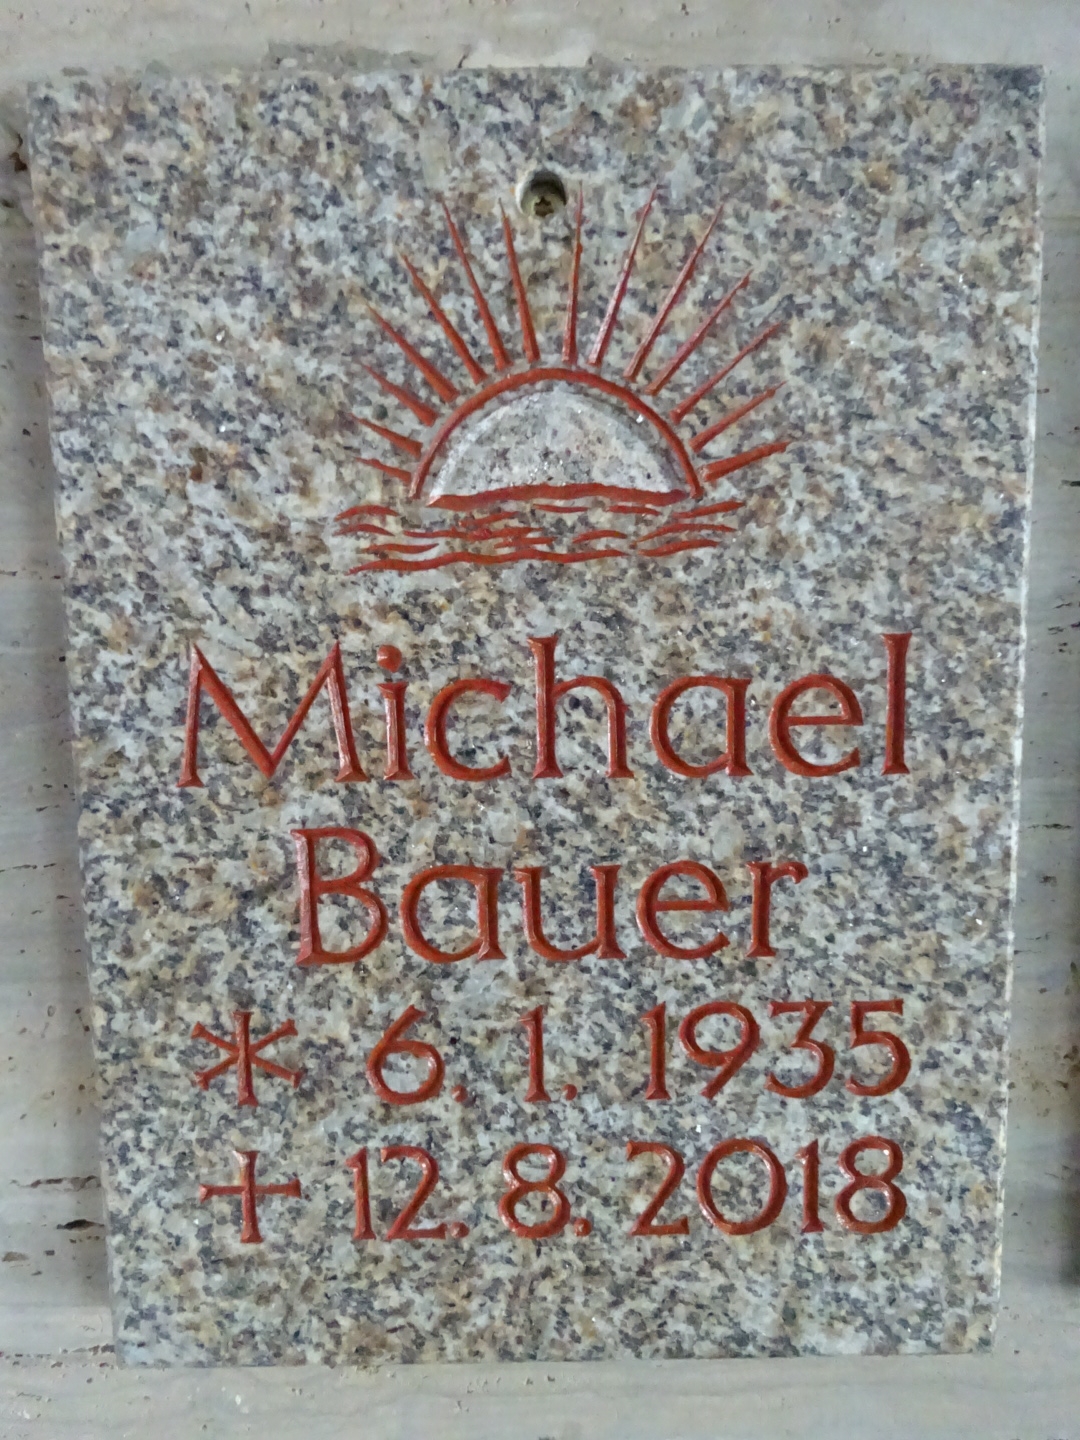 Michael
Bauer
* 6. 1. 1935
† 12. 8. 2018